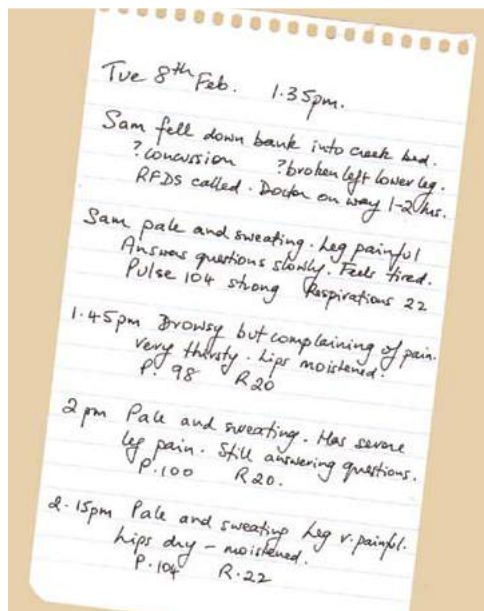 Tue 8th Feb. 1.35pm.
Sam fell down bank into creek bed.
? concussion ? broken left lower leg.
RFDS called. Doctor on way 1-2 hrs.
Sam pale and sweating. Leg painful
Answers questions slowly. Feels tired.
Pulse 104 strong Respirations 22
1.45pm Drowsy but complaining of pain.
very thirsty. Lips moistened.
P. 98 R20
2pm Pale and sweating. Has severe
leg pain. Still answering questions.
P.100 R20.
2.15pm Pale and sweating Leg v. painful.
Lips dry - moistened.
P.104 R.22